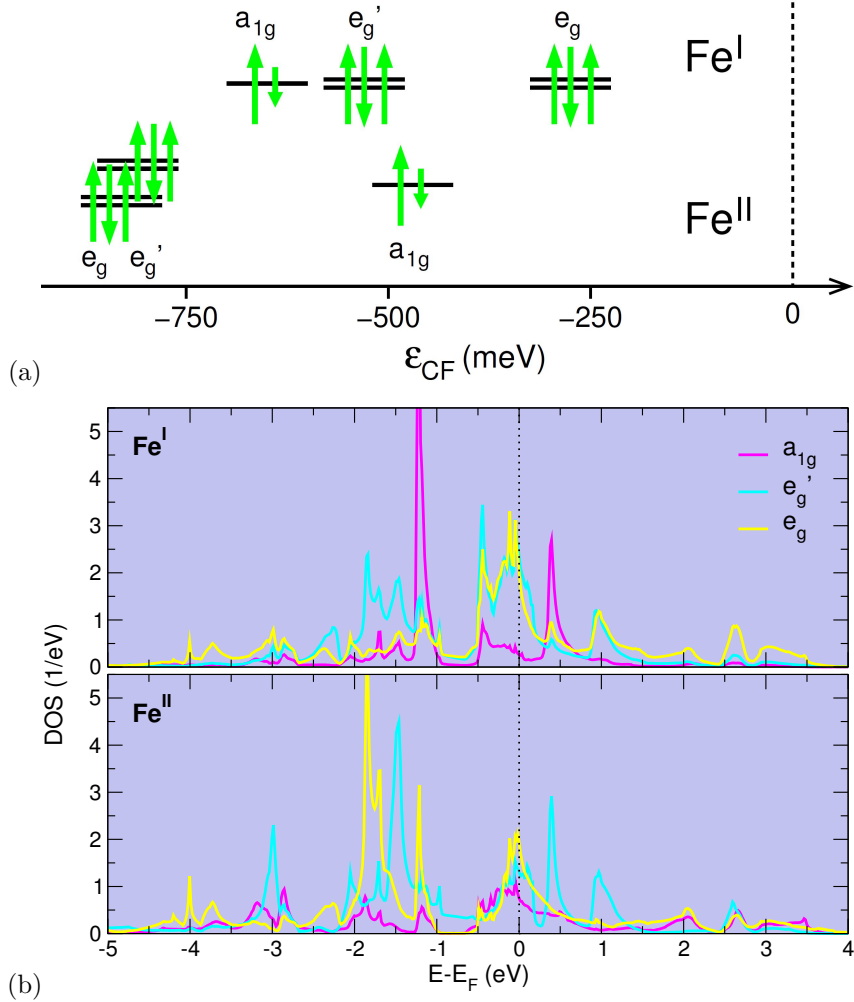 a1g eg' eg
FeI
FeII
eg eg'
a1g
−750 −500 −250 0
εCF (meV)
(a)
5
4
3
2
1
0
FeI
a1g
eg'
eg
DOS (1/eV)
5
4
3
2
1
0
FeII
-5 -4 -3 -2 -1 0 1 2 3 4
E-EF (eV)
(b)